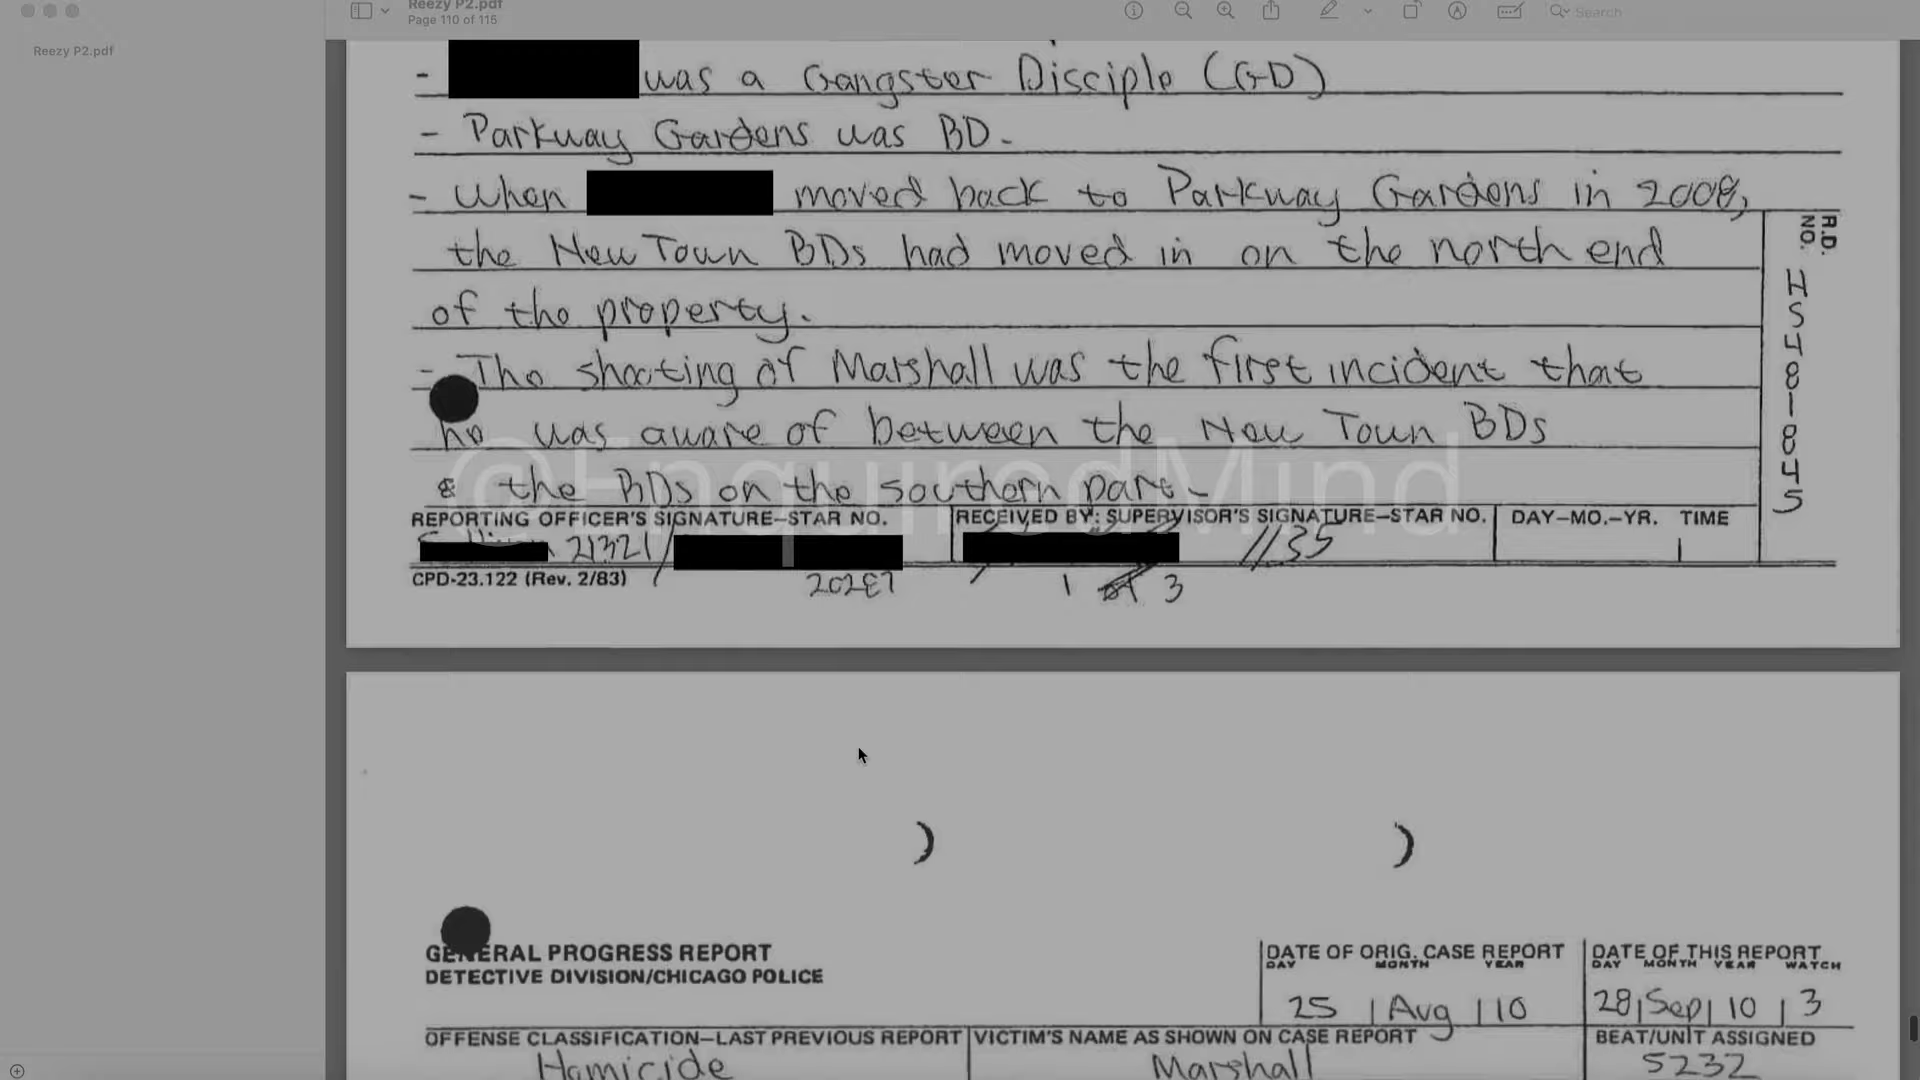 Reezy P2.pdf
Page 110 of 115
Search
Reezy P2.pdf
- was a Gangster Disciple (GD)
- Parkway Gardens was BD.
- When moved back to Parkway Gardens in 2008,
the New Town BDs had moved in on the north end
of the property.
- The shooting of Marshall was the first incident that
he was aware of between the New Town BDs
& the BDs on the southern part.
@EnquiredMind
R.D. NO. HS481845
REPORTING OFFICER'S SIGNATURE—STAR NO. RECEIVED BY: SUPERVISOR'S SIGNATURE—STAR NO. DAY—MO.—YR. TIME
21321 / 1135
CPD-23.122 (Rev. 2/83) 20287 1 of 3
GENERAL PROGRESS REPORT
DETECTIVE DIVISION/CHICAGO POLICE
DATE OF ORIG. CASE REPORT
DAY MONTH YEAR
25 | Aug | 10
DATE OF THIS REPORT
DAY MONTH YEAR WATCH
28 | Sep | 10 | 3
OFFENSE CLASSIFICATION—LAST PREVIOUS REPORT
Homicide
VICTIM'S NAME AS SHOWN ON CASE REPORT
Marshall
BEAT/UNIT ASSIGNED
5232